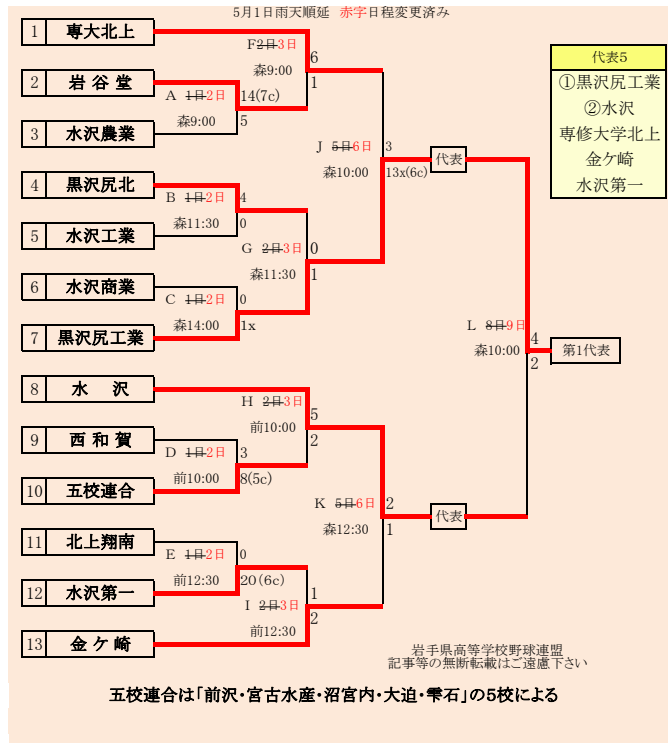 5月1日雨天順延 赤字日程変更済み
1 専大北上
F 2日3日 6
森9:00 1
2 岩谷堂
A 1日2日 14(7c)
森9:00 5
3 水沢農業
J 5日6日 3
森10:00 13x(6c)
代表
4 黒沢尻北
B 1日2日 4
森11:30 0
5 水沢工業
G 2日3日 0
森11:30 1
6 水沢商業
C 1日2日 0
森14:00 1x
7 黒沢尻工業
L 8日9日 4
森10:00 2
第1代表
8 水沢
H 2日3日 5
前10:00 2
9 西和賀
D 1日2日 3
前10:00 8(5c)
10 五校連合
K 5日6日 2
森12:30 1
代表
11 北上翔南
E 1日2日 0
前12:30 20(6c)
12 水沢第一
I 2日3日 1
前12:30 2
13 金ケ崎
代表5
①黒沢尻工業
②水沢
専修大学北上
金ケ崎
水沢第一
岩手県高等学校野球連盟
記事等の無断転載はご遠慮下さい
五校連合は「前沢・宮古水産・沼宮内・大迫・雫石」の5校による